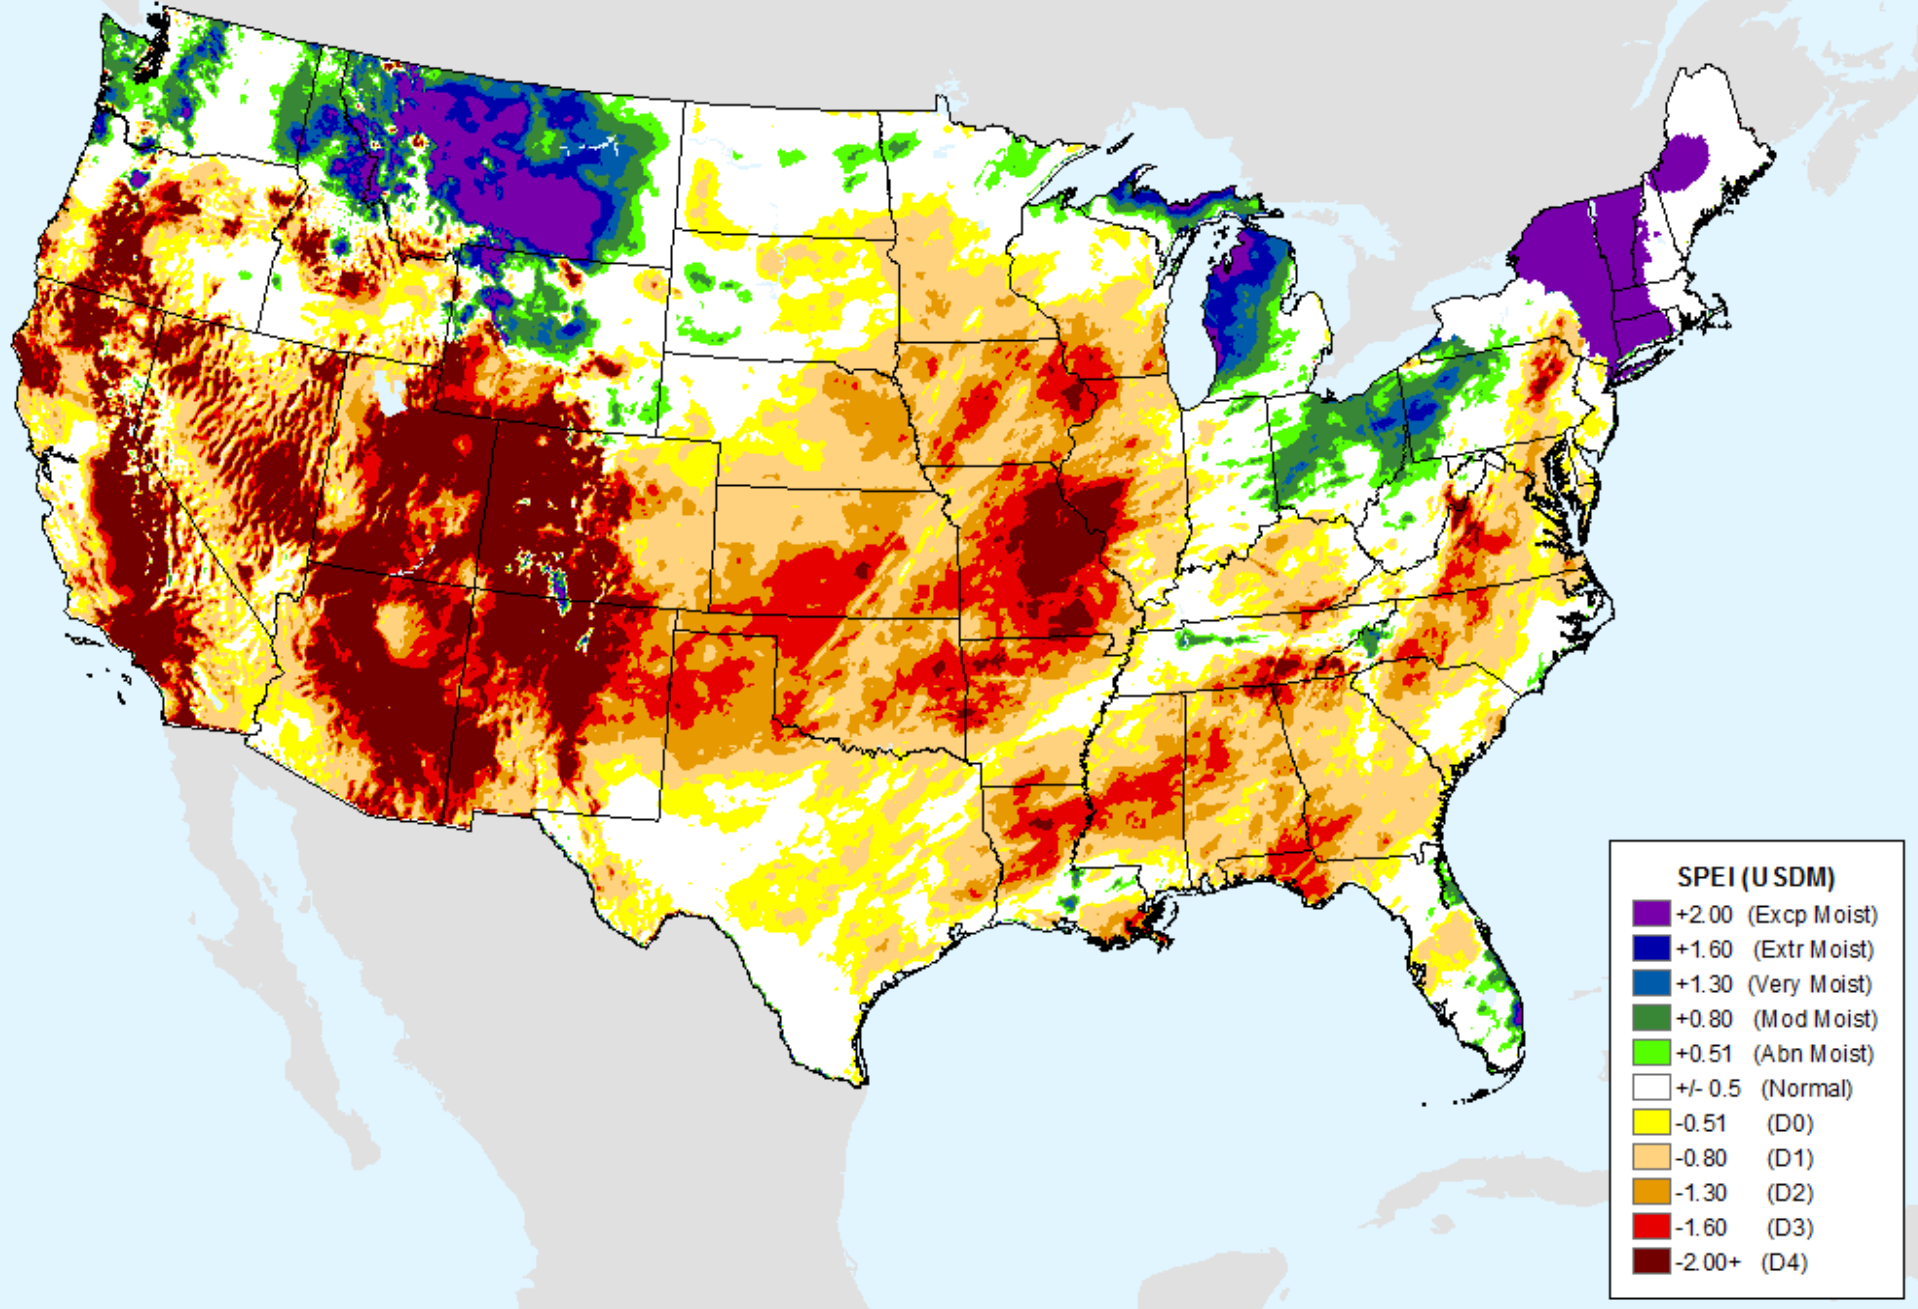 SPEI (USDM)
+2.00 (Excp Moist)
+1.60 (Extr Moist)
+1.30 (Very Moist)
+0.80 (Mod Moist)
+0.51 (Abn Moist)
+/- 0.5 (Normal)
-0.51 (D0)
-0.80 (D1)
-1.30 (D2)
-1.60 (D3)
-2.00+ (D4)